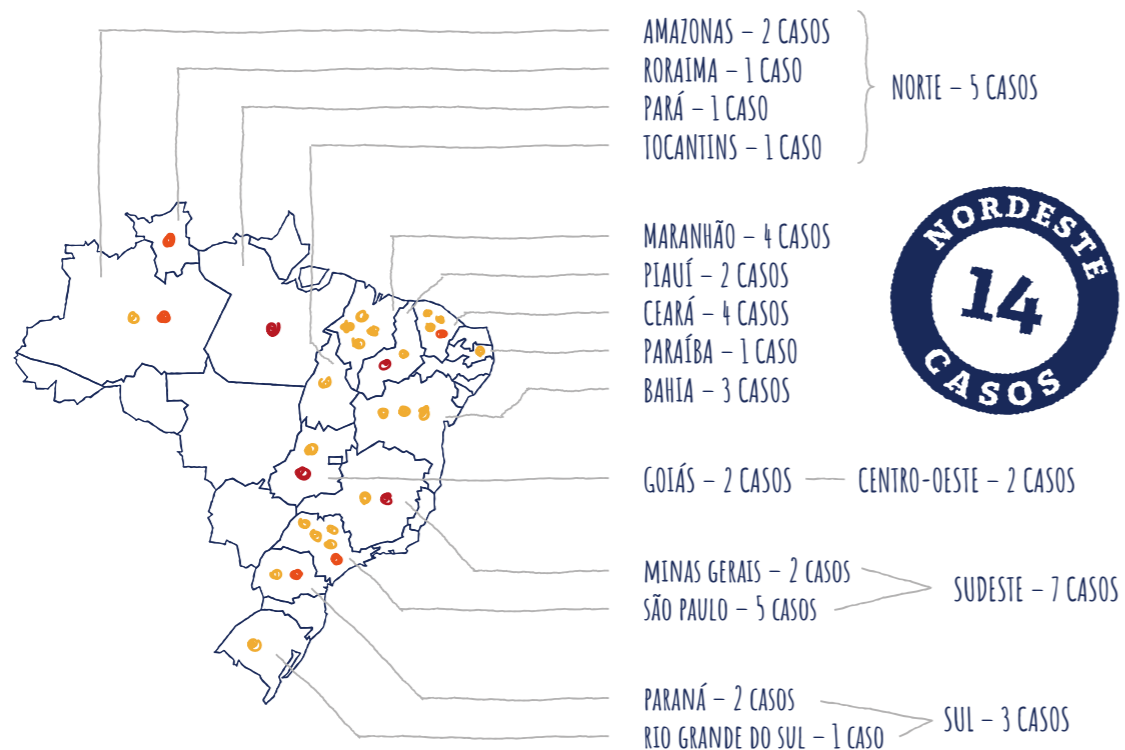 AMAZONAS – 2 CASOS
RORAIMA – 1 CASO
PARÁ – 1 CASO
TOCANTINS – 1 CASO
NORTE – 5 CASOS
MARANHÃO – 4 CASOS
PIAUÍ – 2 CASOS
CEARÁ – 4 CASOS
PARAÍBA – 1 CASO
BAHIA – 3 CASOS
NORDESTE
14
CASOS
GOIÁS – 2 CASOS
CENTRO-OESTE – 2 CASOS
MINAS GERAIS – 2 CASOS
SÃO PAULO – 5 CASOS
SUDESTE – 7 CASOS
PARANÁ – 2 CASOS
RIO GRANDE DO SUL – 1 CASO
SUL – 3 CASOS